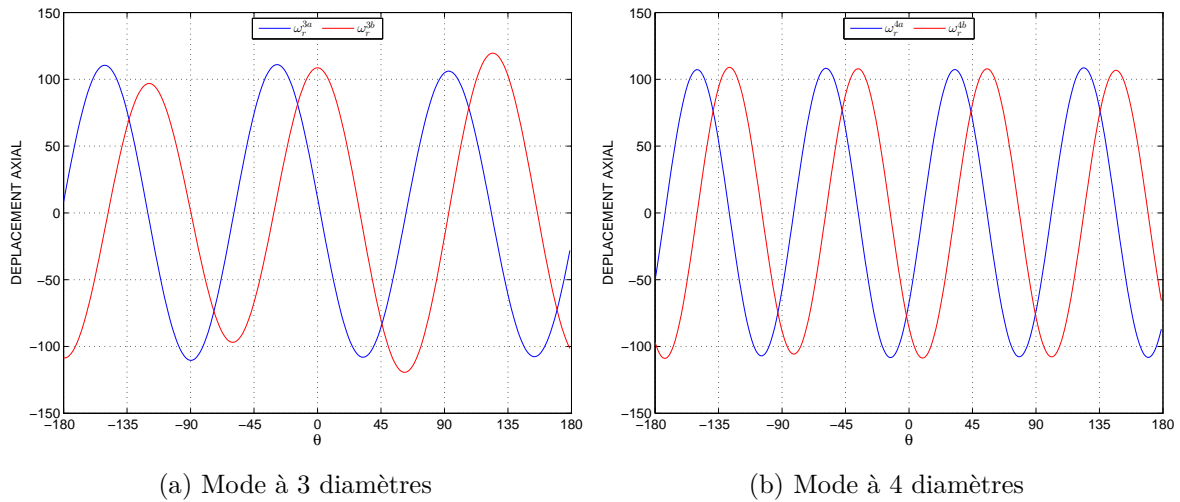 ω_r^{3a} ω_r^{3b}
150
100
50
0
−50
−100
−150
DEPLACEMENT AXIAL
−180 −135 −90 −45 0 45 90 135 180
θ
(a) Mode à 3 diamètres
ω_r^{4a} ω_r^{4b}
150
100
50
0
−50
−100
−150
DEPLACEMENT AXIAL
−180 −135 −90 −45 0 45 90 135 180
θ
(b) Mode à 4 diamètres